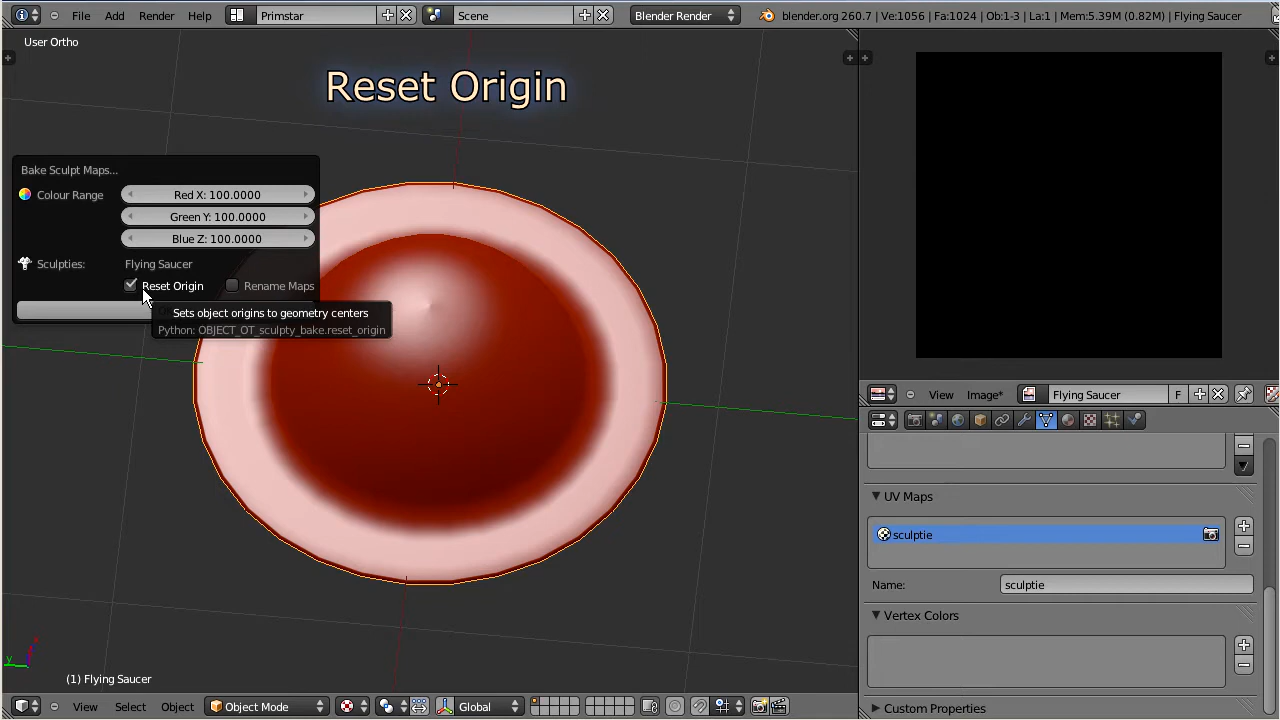 File Add Render Help Primstar Scene Blender Render blender.org 260.7 | Ve:1056 | Fa:1024 | Ob:1-3 | La:1 | Mem:5.39M (0.82M) | Flying Saucer
User Ortho
Reset Origin
Bake Sculpt Maps...
Colour Range Red X: 100.0000
Green Y: 100.0000
Blue Z: 100.0000
Sculpties: Flying Saucer
Reset Origin Rename Maps
Sets object origins to geometry centers
Python: OBJECT_OT_sculpty_bake.reset_origin
View Image* Flying Saucer F
UV Maps
sculptie
Name: sculptie
Vertex Colors
Custom Properties
x
y
(1) Flying Saucer
View Select Object Object Mode Global